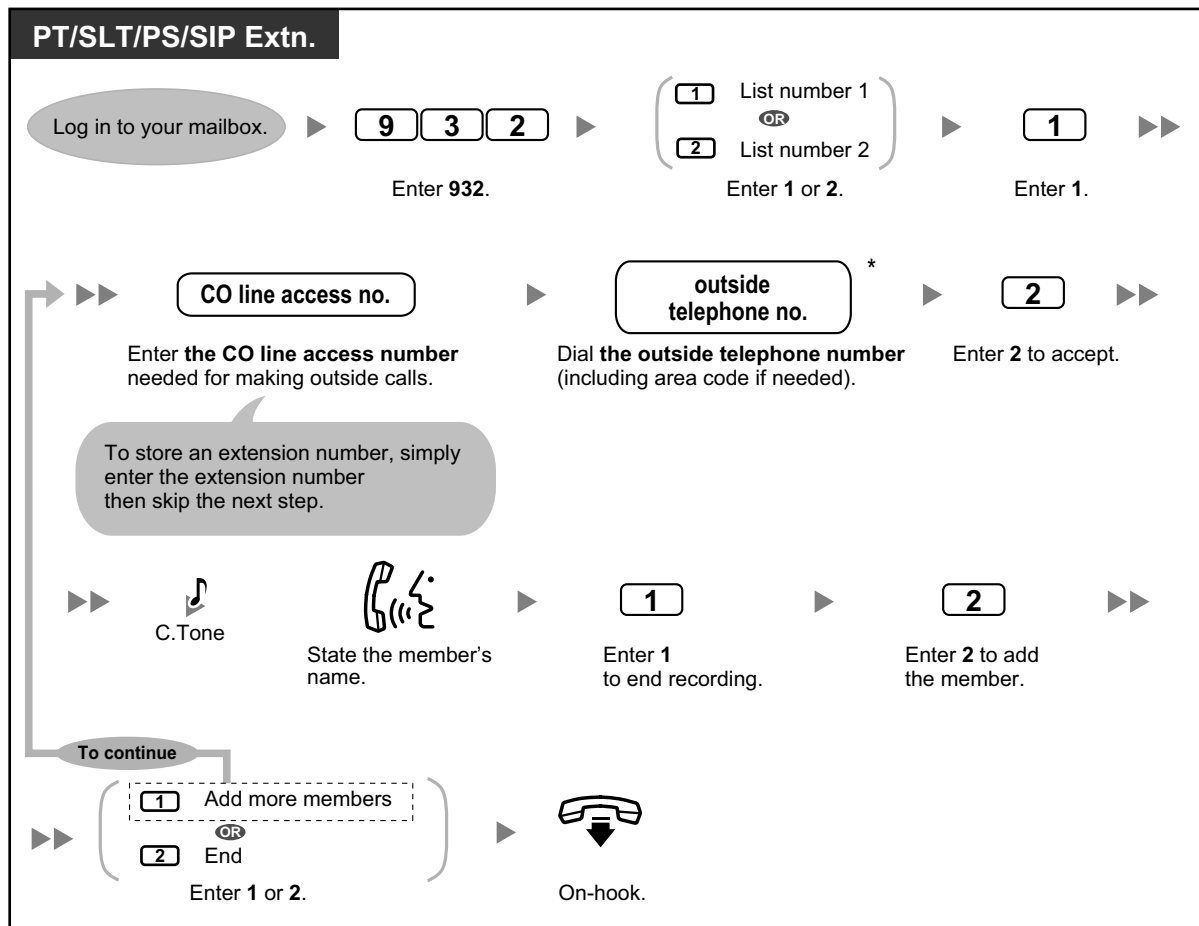 PT/SLT/PS/SIP Extn.
Log in to your mailbox.
9 3 2
Enter 932.
1 List number 1
OR
2 List number 2
Enter 1 or 2.
1
Enter 1.
CO line access no.
Enter the CO line access number
needed for making outside calls.
To store an extension number, simply
enter the extension number
then skip the next step.
outside
telephone no.
*
Dial the outside telephone number
(including area code if needed).
2
Enter 2 to accept.
C.Tone
State the member's
name.
1
Enter 1
to end recording.
2
Enter 2 to add
the member.
To continue
1 Add more members
OR
2 End
Enter 1 or 2.
On-hook.